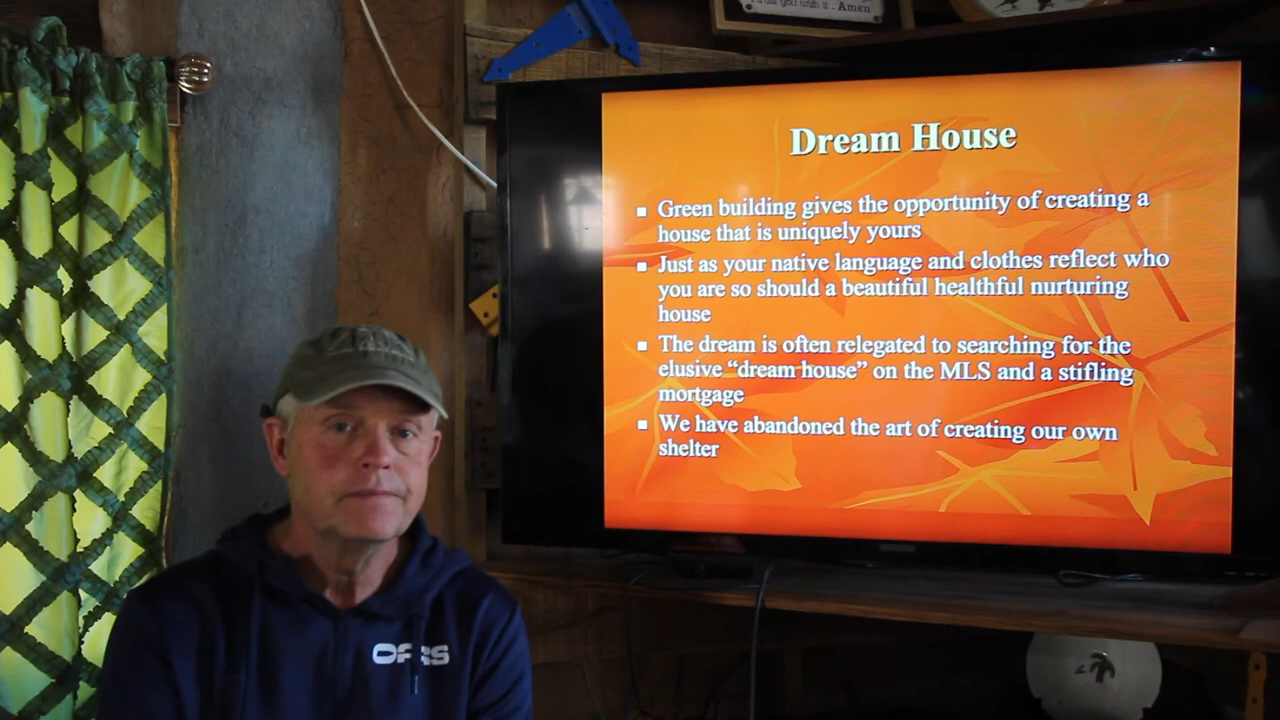 with it . Amen
Dream House
Green building gives the opportunity of creating a
house that is uniquely yours
Just as your native language and clothes reflect who
you are so should a beautiful healthful nurturing
house
The dream is often relegated to searching for the
elusive “dream house” on the MLS and a stifling
mortgage
We have abandoned the art of creating our own
shelter